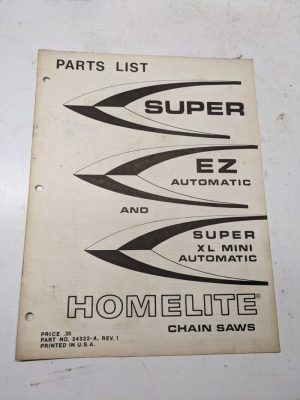 PARTS LIST
SUPER
EZ
AUTOMATIC
AND
SUPER
XL MINI
AUTOMATIC
HOMELITE®
CHAIN SAWS
PRICE .35
PART NO. 24522-A, REV. 1
PRINTED IN U.S.A.